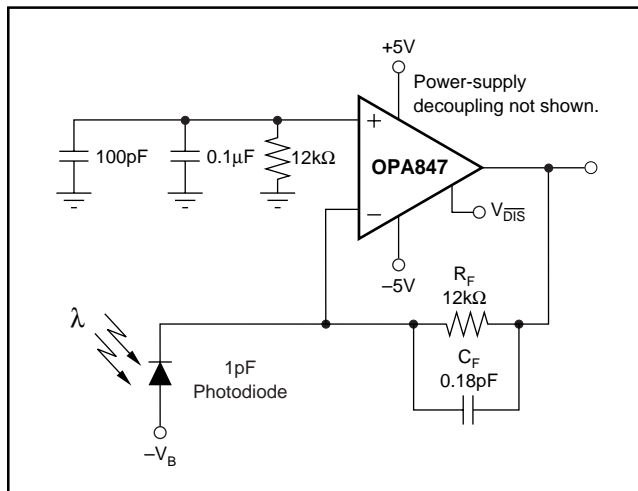 +5V
Power-supply
decoupling not shown.
+
100pF
0.1μF
12kΩ
OPA847
−
V_DIS̅
−5V
R_F
12kΩ
λ
C_F
0.18pF
1pF
Photodiode
−V_B